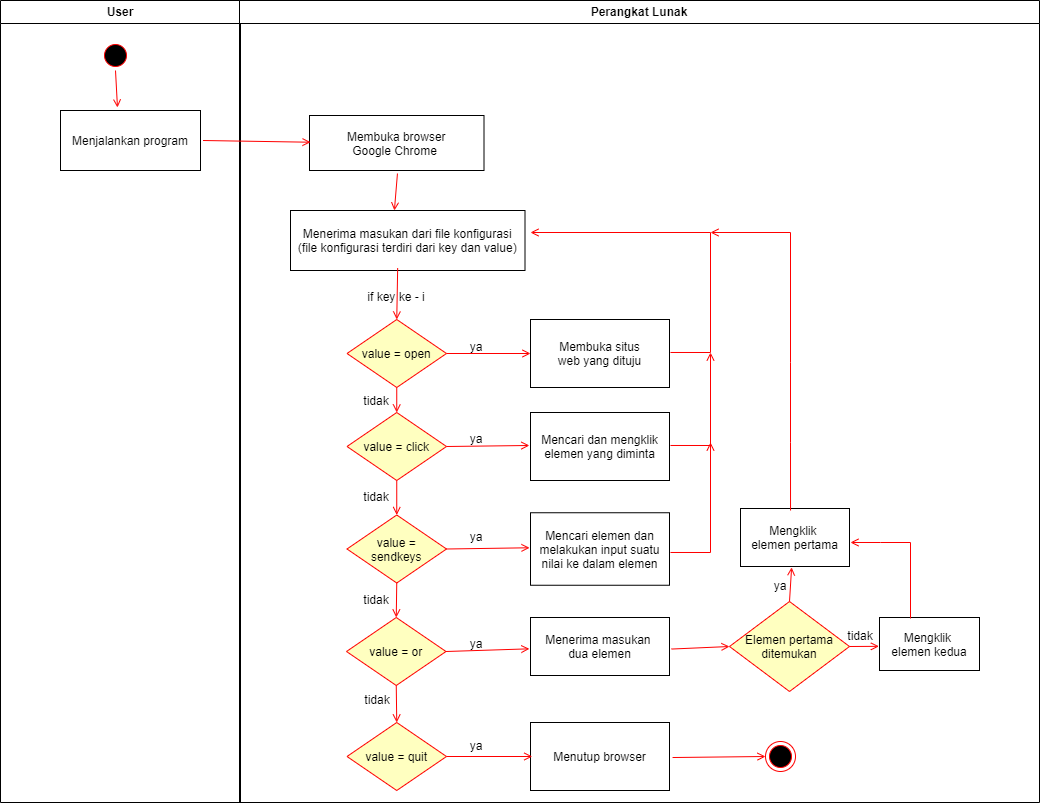 User
Perangkat Lunak
Menjalankan program
Membuka browser
Google Chrome
Menerima masukan dari file konfigurasi
(file konfigurasi terdiri dari key dan value)
if key ke - i
value = open
ya
Membuka situs
web yang dituju
tidak
value = click
ya
Mencari dan mengklik
elemen yang diminta
tidak
value =
sendkeys
ya
Mencari elemen dan
melakukan input suatu
nilai ke dalam elemen
Mengklik
elemen pertama
tidak
ya
value = or
ya
Menerima masukan
dua elemen
Elemen pertama
ditemukan
tidak
Mengklik
elemen kedua
tidak
value = quit
ya
Menutup browser